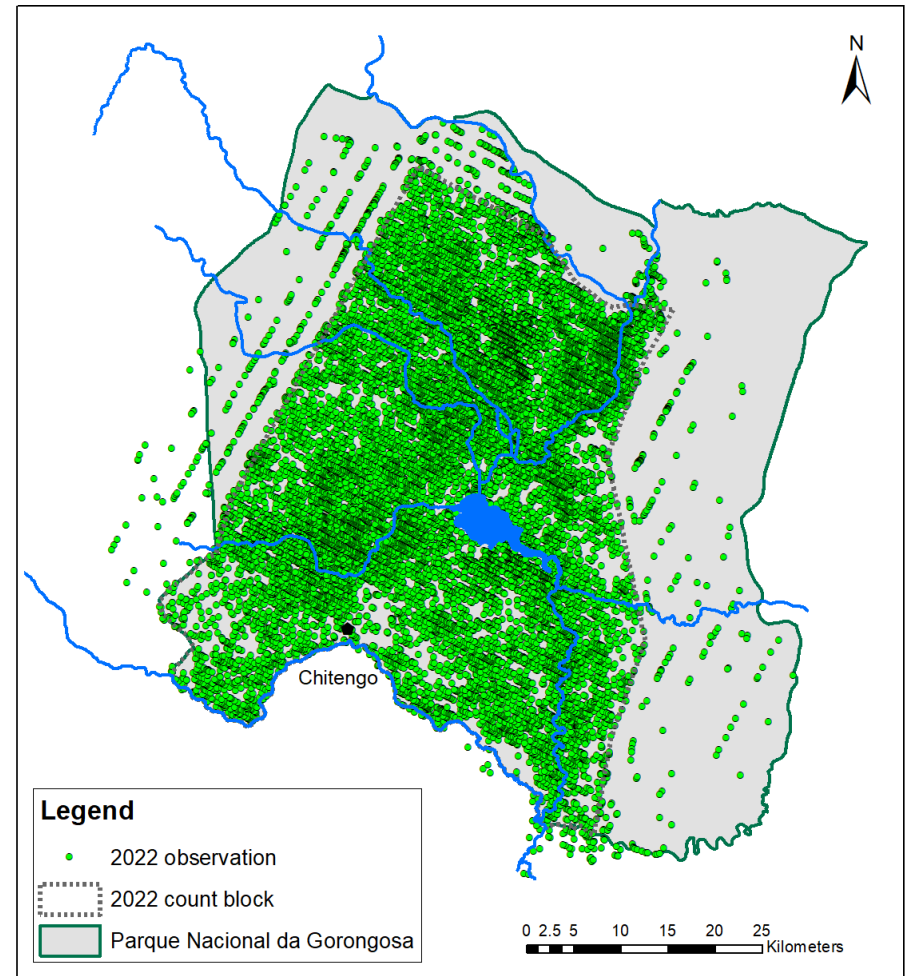 N
Chitengo
Legend
2022 observation
2022 count block
Parque Nacional da Gorongosa
0 2.5 5 10 15 20 25
Kilometers